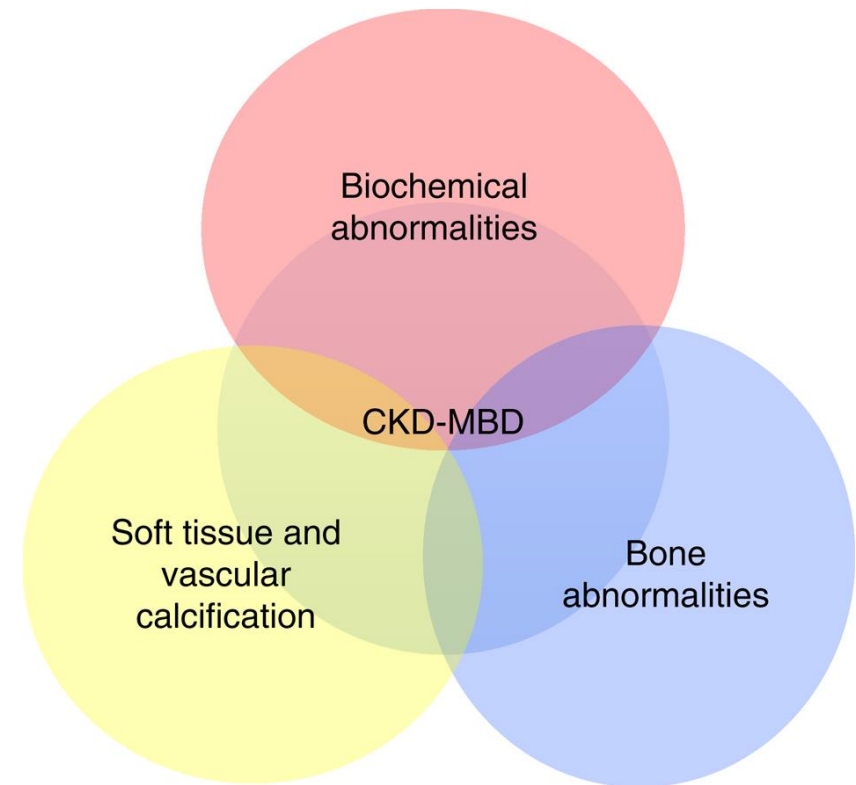 Biochemical
abnormalities
CKD-MBD
Soft tissue and
vascular
calcification
Bone
abnormalities